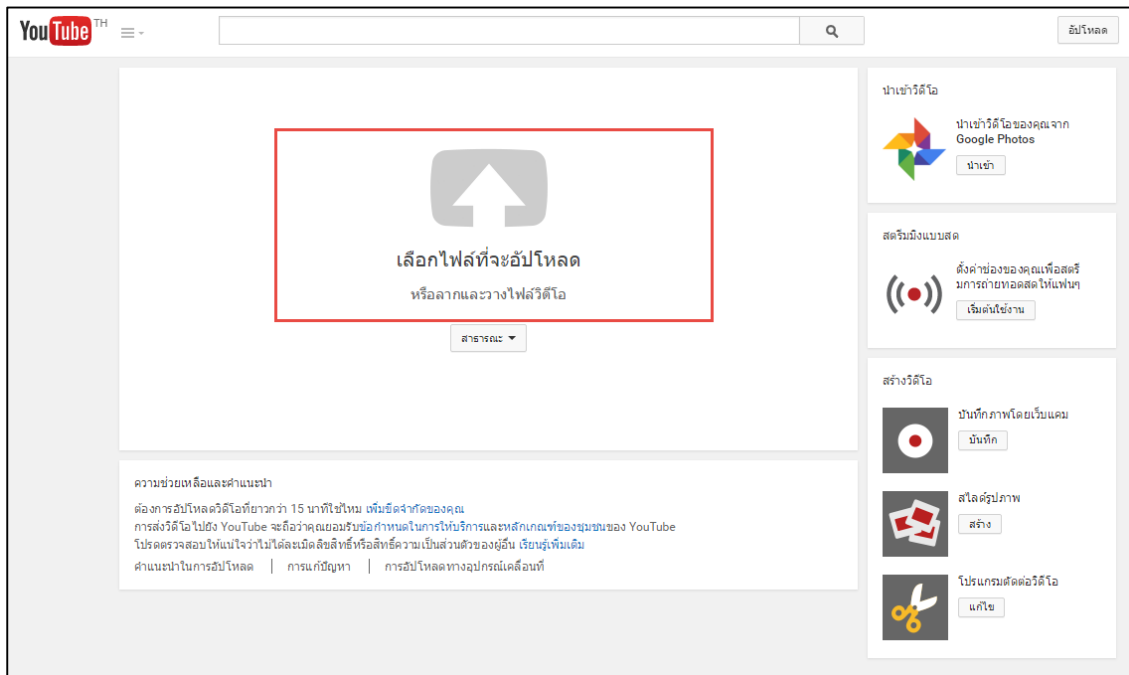 YouTube TH
อัปโหลด
เลือกไฟล์ที่จะอัปโหลด
หรือลากและวางไฟล์วิดีโอ
สาธารณะ
ความช่วยเหลือและคำแนะนำ
ต้องการอัปโหลดวิดีโอที่ยาวกว่า 15 นาทีใช่ไหม เพิ่มขีดจำกัดของคุณ
การส่งวิดีโอไปยัง YouTube จะถือว่าคุณยอมรับข้อกำหนดในการให้บริการและหลักเกณฑ์ของชุมชนของ YouTube
โปรดตรวจสอบให้แน่ใจว่าไม่ได้ละเมิดลิขสิทธิ์หรือสิทธิ์ความเป็นส่วนตัวของผู้อื่น เรียนรู้เพิ่มเติม
คำแนะนำในการอัปโหลด | การแก้ปัญหา | การอัปโหลดทางอุปกรณ์เคลื่อนที่
นำเข้าวิดีโอ
นำเข้าวิดีโอของคุณจาก
Google Photos
นำเข้า
สตรีมมิงแบบสด
ตั้งค่าช่องของคุณเพื่อสตรี
มการถ่ายทอดสดให้แฟนๆ
เริ่มต้นใช้งาน
สร้างวิดีโอ
บันทึกภาพโดยเว็บแคม
บันทึก
สไลด์รูปภาพ
สร้าง
โปรแกรมตัดต่อวิดีโอ
แก้ไข